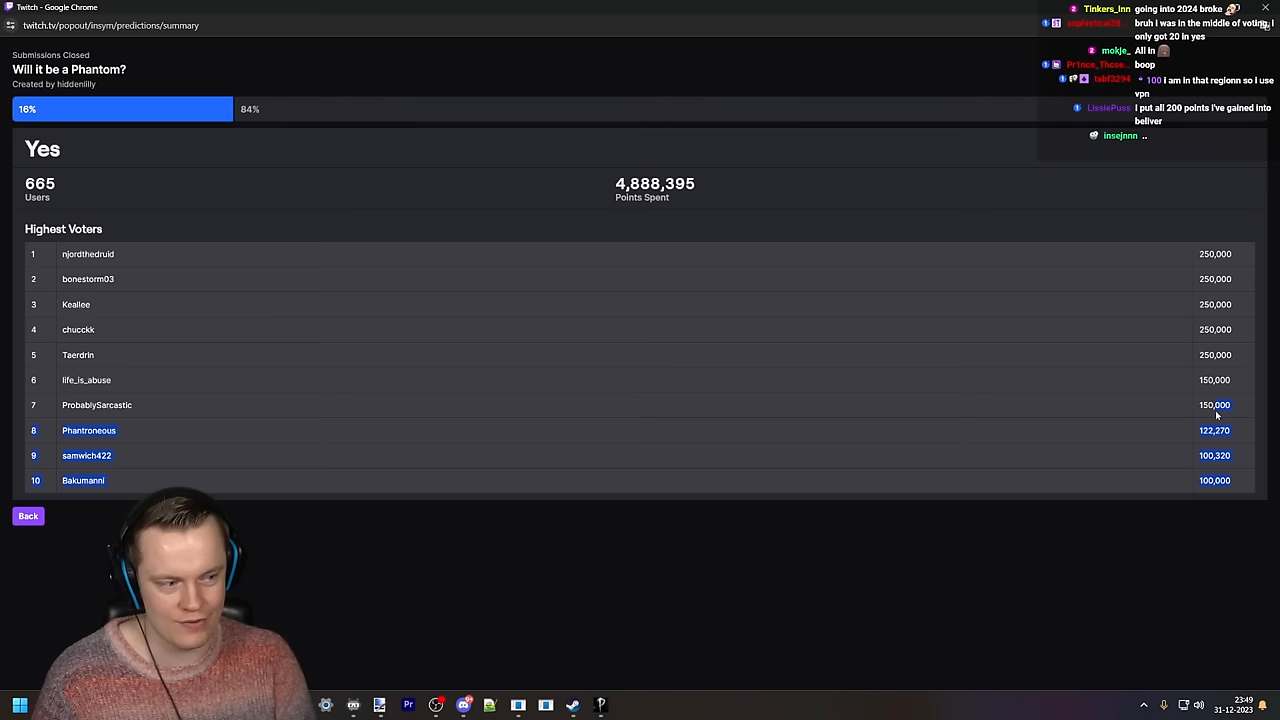 Twitch - Google Chrome
twitch.tv/popout/insym/predictions/summary
Submissions Closed
Will it be a Phantom?
Created by hiddenlilly
16%
84%
Yes
665
Users
4,888,395
Points Spent
Highest Voters
1 njordthedruid 250,000
2 bonestorm03 250,000
3 Keallee 250,000
4 chucckk 250,000
5 Taerdrin 250,000
6 life_is_abuse 150,000
7 ProbablySarcastic 150,000
8 Phantroneous 122,270
9 samwich422 100,320
10 Bakumanni 100,000
Back
Tinkers_Inn going into 2024 broke
bruh i was in the middle of voting, i
only got 20 in yes
mokje_ All in
Pr1nce_Those... boop
tabf3294 100 i am in that regionn so i use
vpn
LissiePuss I put all 200 points i've gained into
beliver
insejnnn ..
23:49
31-12-2023